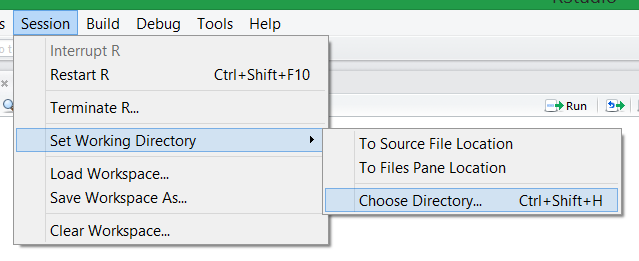 Session Build Debug Tools Help
Interrupt R
Restart R Ctrl+Shift+F10
Terminate R...
Run
Set Working Directory
To Source File Location
To Files Pane Location
Choose Directory... Ctrl+Shift+H
Load Workspace...
Save Workspace As...
Clear Workspace...